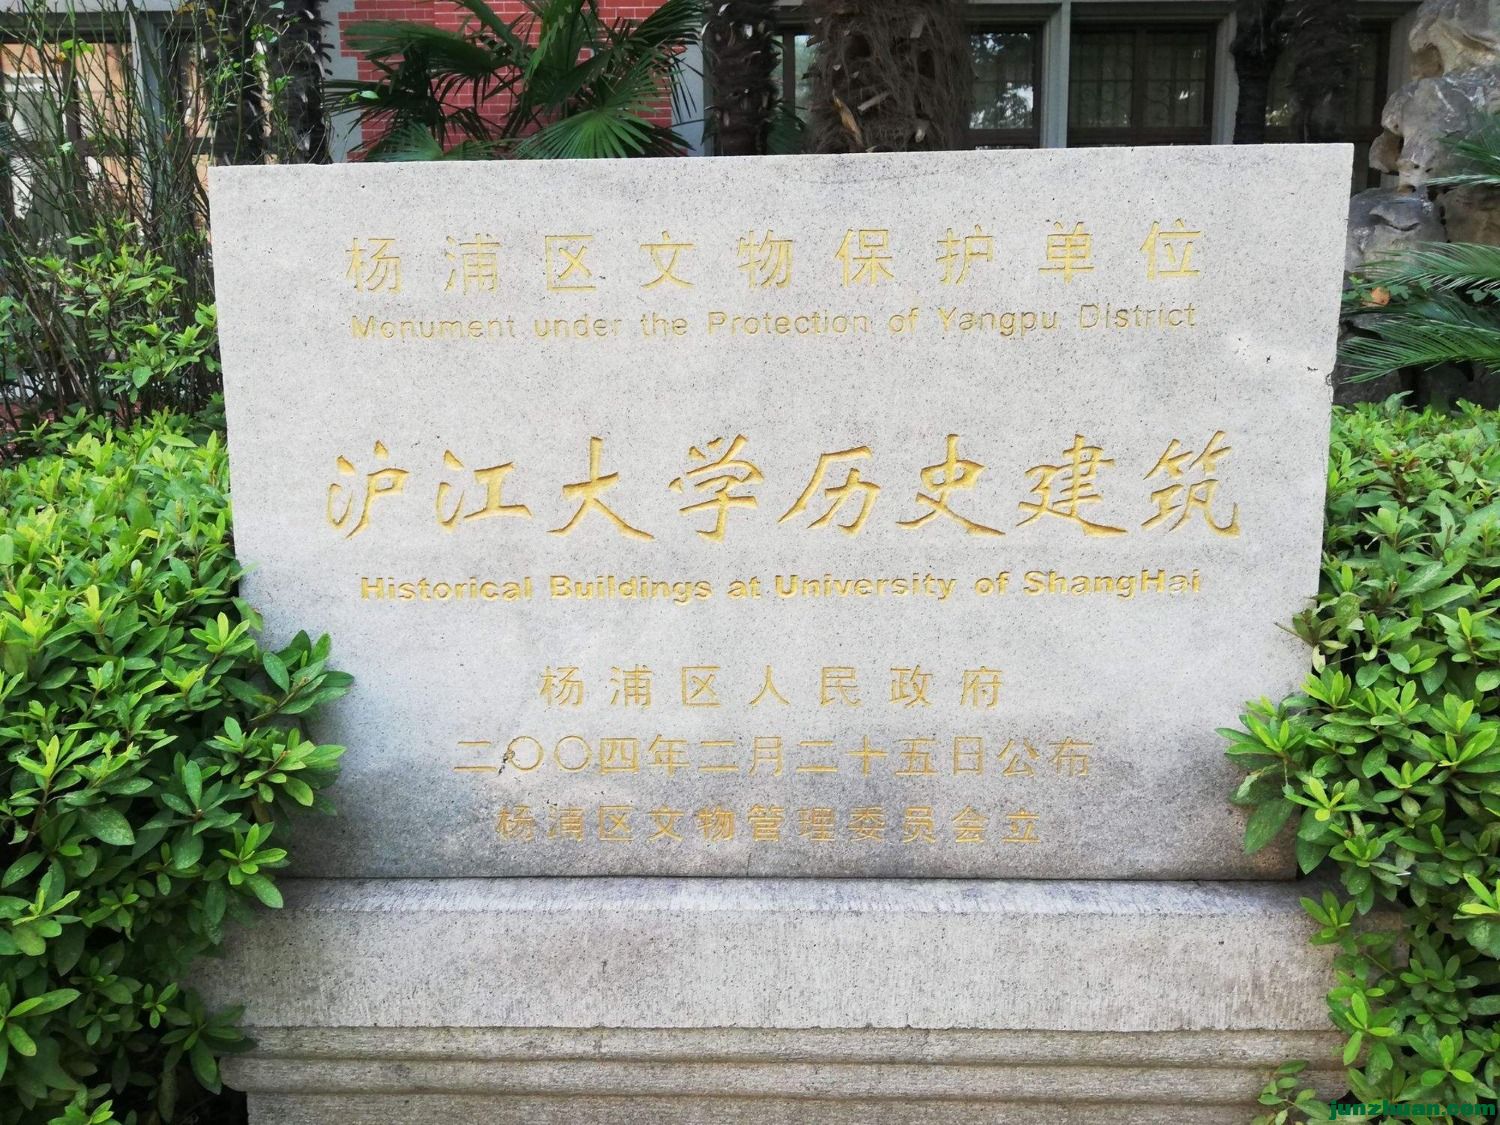 杨浦区文物保护单位
Monument under the Protection of Yangpu District
沪江大学历史建筑
Historical Buildings at University of ShangHai
杨浦区人民政府
二〇〇四年二月二十五日公布
杨浦区文物管理委员会立
junzhuan.com